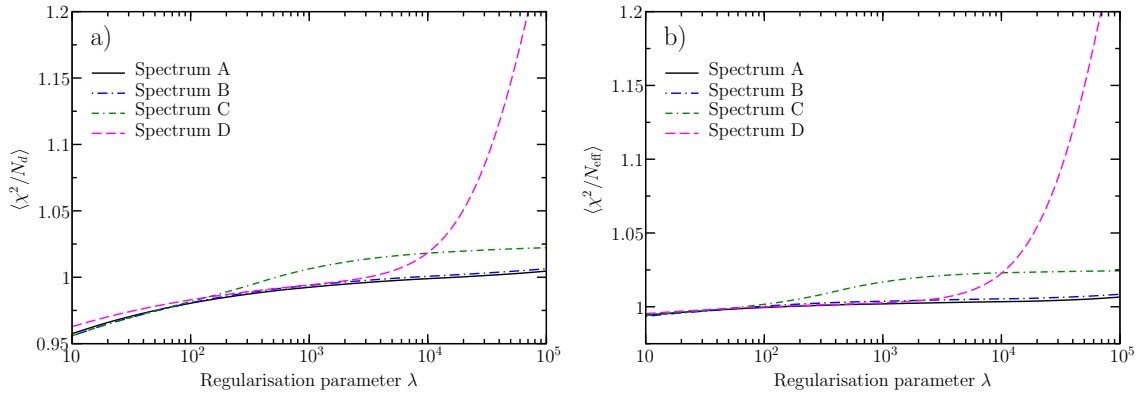 a)
Spectrum A
Spectrum B
Spectrum C
Spectrum D
⟨χ²/N_d⟩
1.2
1.15
1.1
1.05
1
0.95
10
10²
10³
10⁴
10⁵
Regularisation parameter λ
b)
Spectrum A
Spectrum B
Spectrum C
Spectrum D
⟨χ²/N_eff⟩
1.2
1.15
1.1
1.05
1
10
10²
10³
10⁴
10⁵
Regularisation parameter λ